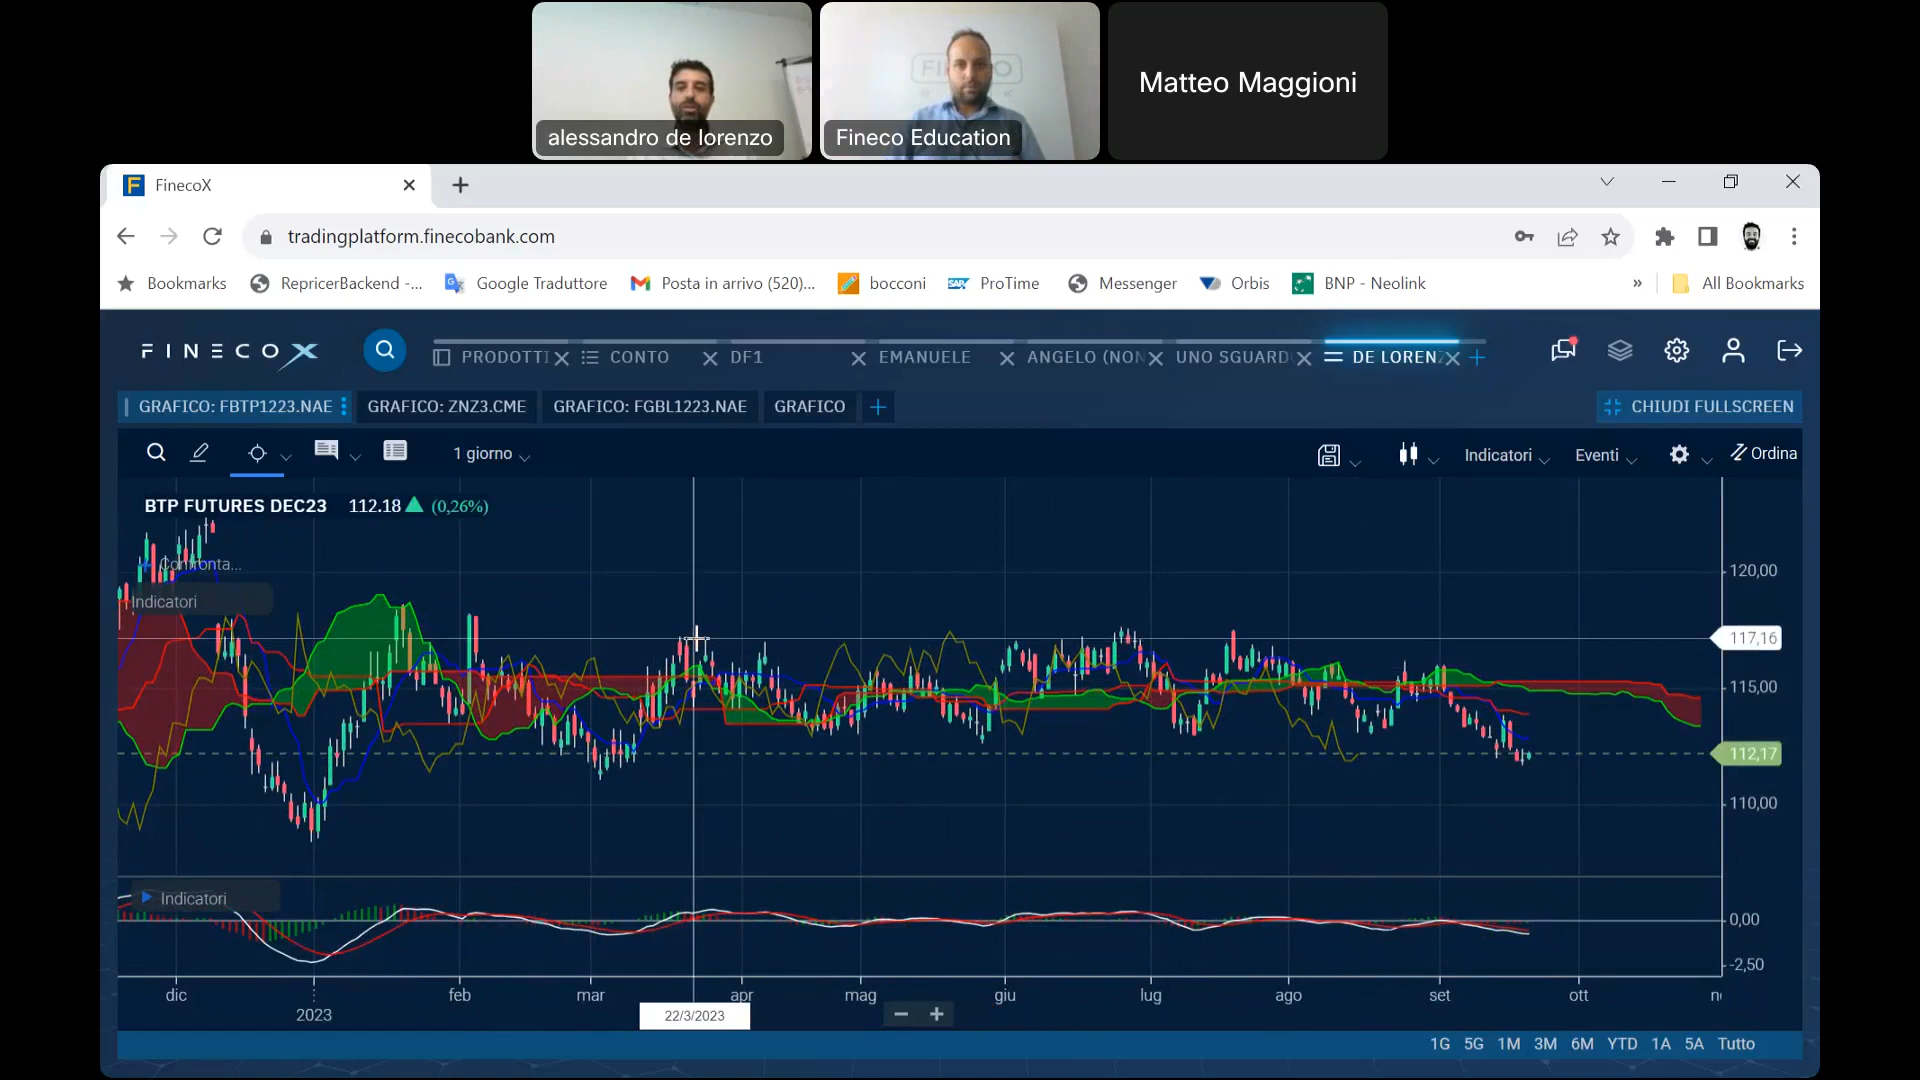 alessandro de lorenzo
Fineco Education
Matteo Maggioni
FinecoX
tradingplatform.finecobank.com
Bookmarks
RepricerBackend -...
Google Traduttore
Posta in arrivo (520)...
bocconi
ProTime
Messenger
Orbis
BNP - Neolink
»
All Bookmarks
FINECOX
PRODOTTI
CONTO
DF1
EMANUELE
ANGELO (NON
UNO SGUARD
DE LOREN
GRAFICO: FBTP1223.NAE
GRAFICO: ZNZ3.CME
GRAFICO: FGBL1223.NAE
GRAFICO
CHIUDI FULLSCREEN
1 giorno
Indicatori
Eventi
Ordina
BTP FUTURES DEC23 112.18 (0,26%)
Confronta...
Indicatori
120,00
117,16
115,00
112,17
110,00
Indicatori
0,00
-2,50
dic
2023
feb
mar
apr
mag
giu
lug
ago
set
ott
22/3/2023
1G 5G 1M 3M 6M YTD 1A 5A Tutto